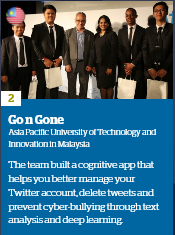 2
Go n Gone
Asia Pacific University of Technology and
Innovation in Malaysia
The team built a cognitive app that
helps you better manage your
Twitter account, delete tweets and
prevent cyber-bullying through text
analysis and deep learning.